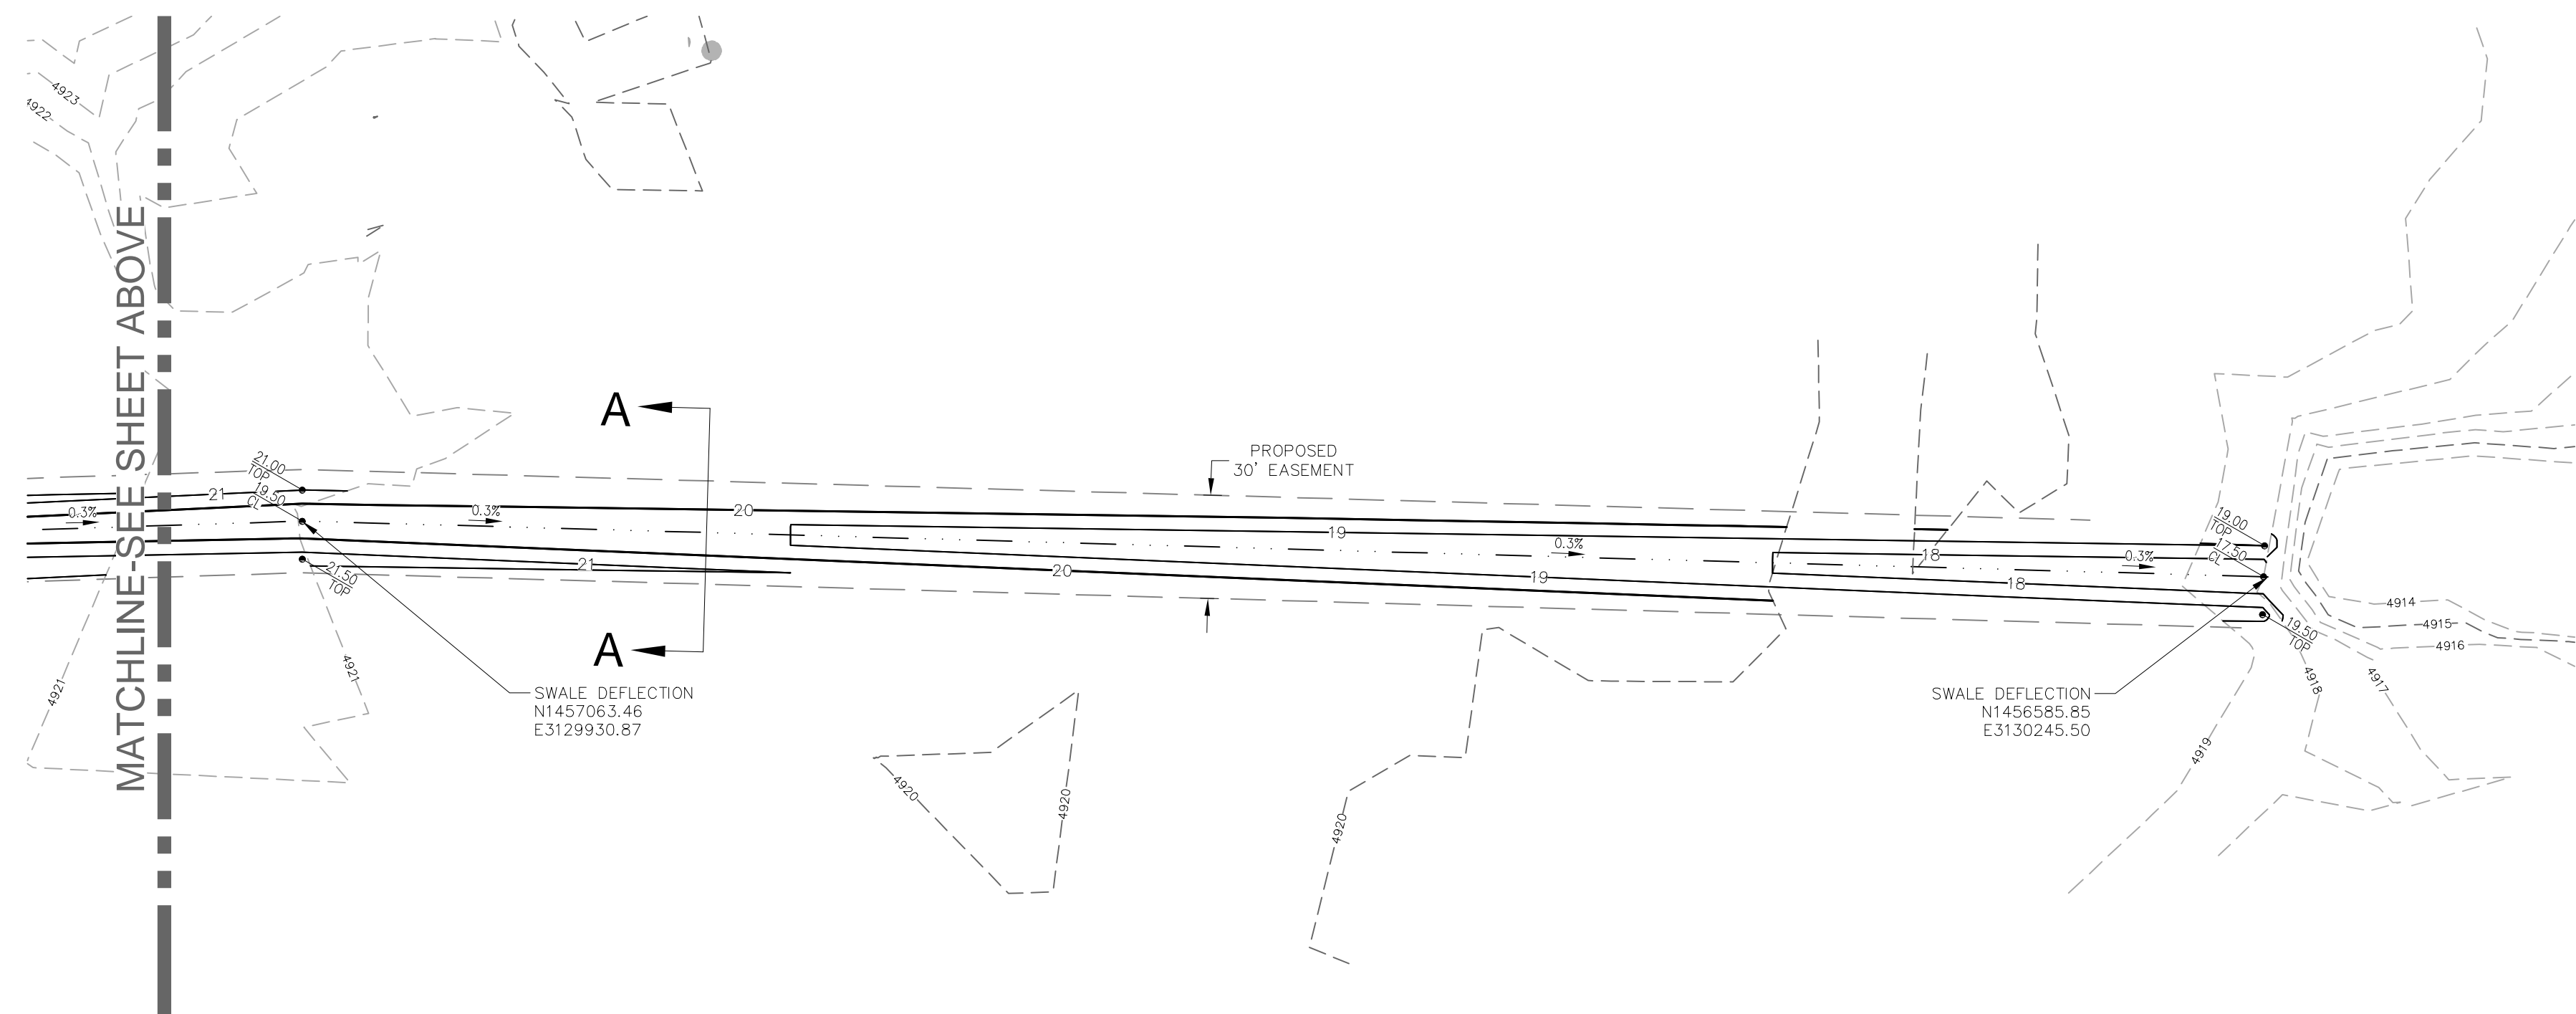 4923
4922
MATCHLINE-SEE SHEET ABOVE
A
PROPOSED
30' EASEMENT
21.00
TOP
19.50
CL
21
0.3%
0.3%
20
19
0.3%
18
0.3%
19.00
TOP
17.50
CL
21
20
19
18
21.50
TOP
19.50
TOP
4914
4915
4916
4917
4918
4919
A
4921
4921
SWALE DEFLECTION
N1457063.46
E3129930.87
SWALE DEFLECTION
N1456585.85
E3130245.50
4920
4920
4920